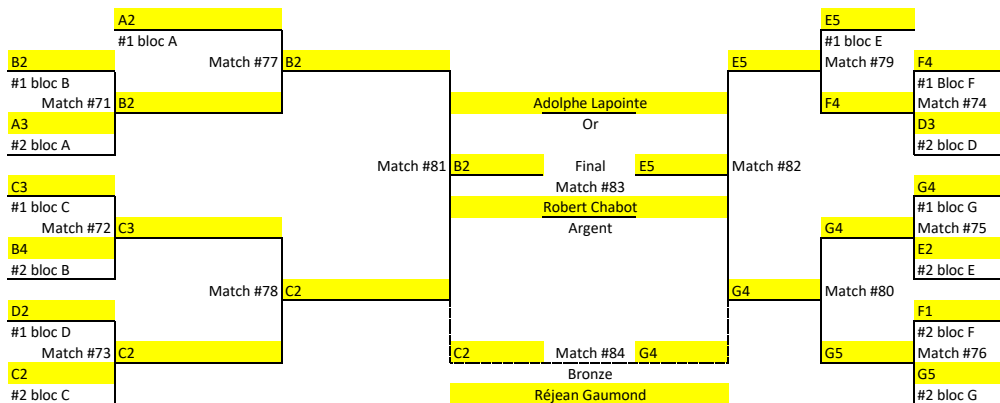 A2 E5
#1 bloc A #1 bloc E
B2 Match #77 B2 E5 Match #79 F4
#1 bloc B #1 Bloc F
Match #71 B2 Adolphe Lapointe F4 Match #74
A3 Or D3
#2 bloc A #2 bloc D
Match #81 B2 Final E5 Match #82
C3 Match #83 G4
#1 bloc C Robert Chabot #1 bloc G
Match #72 C3 Argent G4 Match #75
B4 E2
#2 bloc B #2 bloc E
Match #78 C2 G4 Match #80
D2 F1
#1 bloc D #2 bloc F
Match #73 C2 C2 Match #84 G4 G5 Match #76
C2 Bronze G5
#2 bloc C Réjean Gaumond #2 bloc G